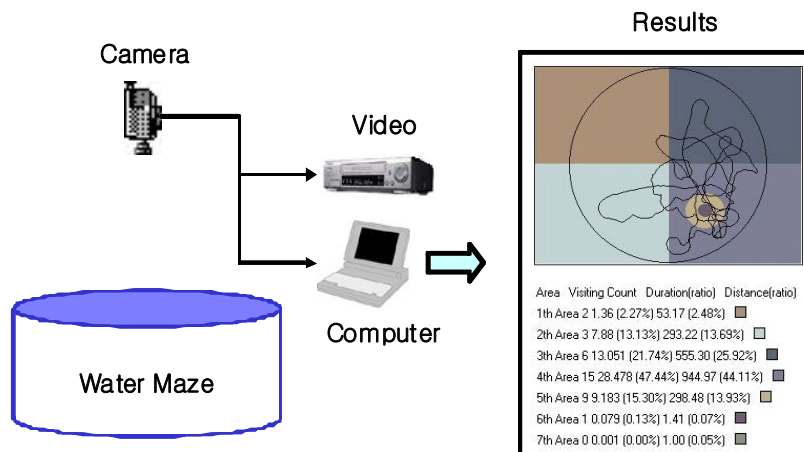 Results
Camera
Video
Computer
Water Maze
Area Visiting Count Duration(ratio) Distance(ratio)
1th Area 2 1.36 (2.27%) 53.17 (2.48%)
2th Area 3 7.88 (13.13%) 293.22 (13.69%)
3th Area 6 13.051 (21.74%) 555.30 (25.92%)
4th Area 15 28.478 (47.44%) 944.97 (44.11%)
5th Area 9 9.183 (15.30%) 298.48 (13.93%)
6th Area 1 0.079 (0.13%) 1.41 (0.07%)
7th Area 0 0.001 (0.00%) 1.00 (0.05%)